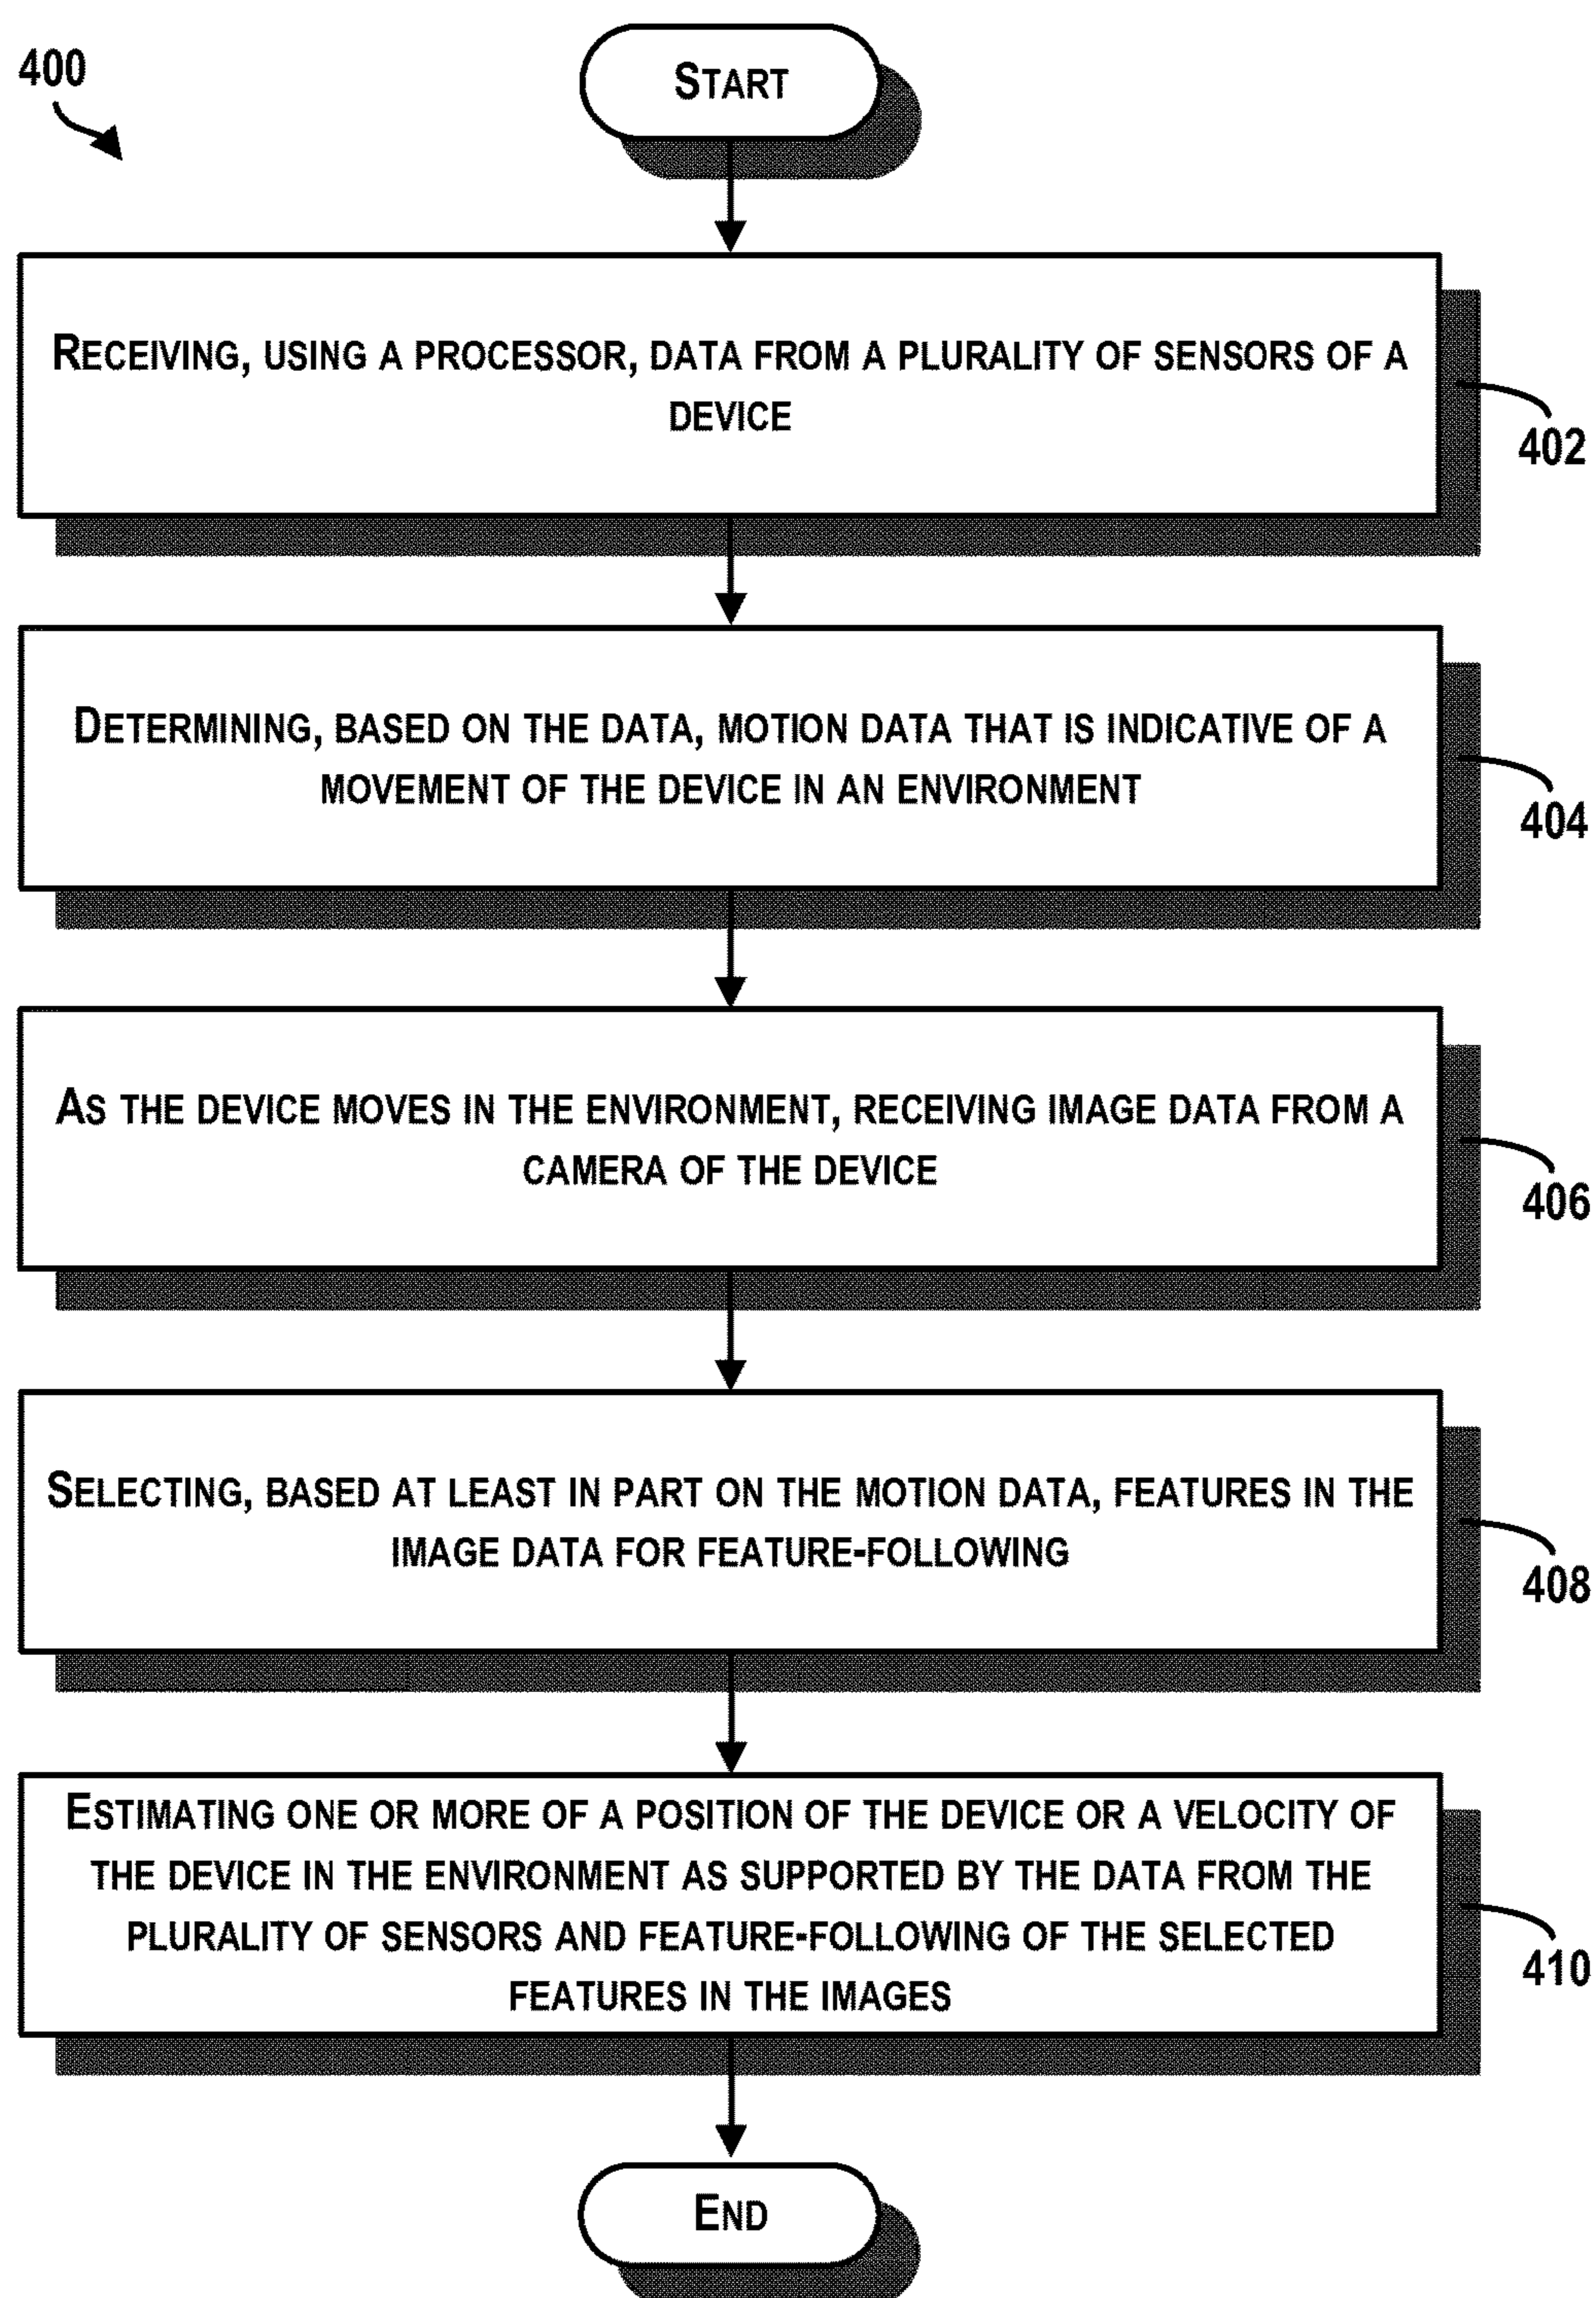 400
START
RECEIVING, USING A PROCESSOR, DATA FROM A PLURALITY OF SENSORS OF A
DEVICE
402
DETERMINING, BASED ON THE DATA, MOTION DATA THAT IS INDICATIVE OF A
MOVEMENT OF THE DEVICE IN AN ENVIRONMENT
404
AS THE DEVICE MOVES IN THE ENVIRONMENT, RECEIVING IMAGE DATA FROM A
CAMERA OF THE DEVICE
406
SELECTING, BASED AT LEAST IN PART ON THE MOTION DATA, FEATURES IN THE
IMAGE DATA FOR FEATURE-FOLLOWING
408
ESTIMATING ONE OR MORE OF A POSITION OF THE DEVICE OR A VELOCITY OF
THE DEVICE IN THE ENVIRONMENT AS SUPPORTED BY THE DATA FROM THE
PLURALITY OF SENSORS AND FEATURE-FOLLOWING OF THE SELECTED
FEATURES IN THE IMAGES
410
END